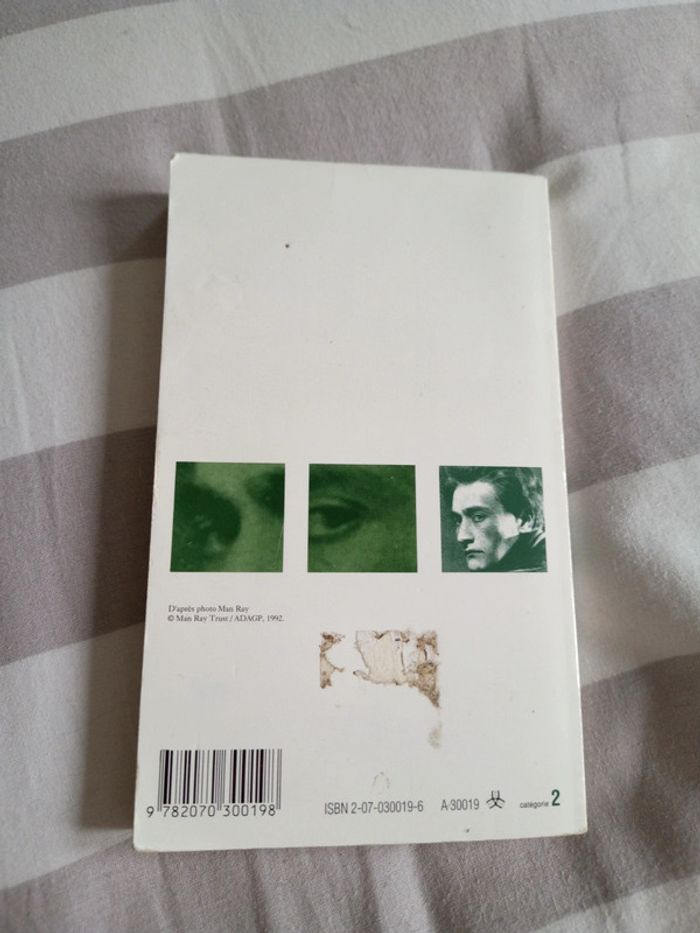 D'après photo Man Ray
© Man Ray Trust / ADAGP, 1992.
9 782070 300198
ISBN 2-07-030019-6 A 30019 catégorie 2